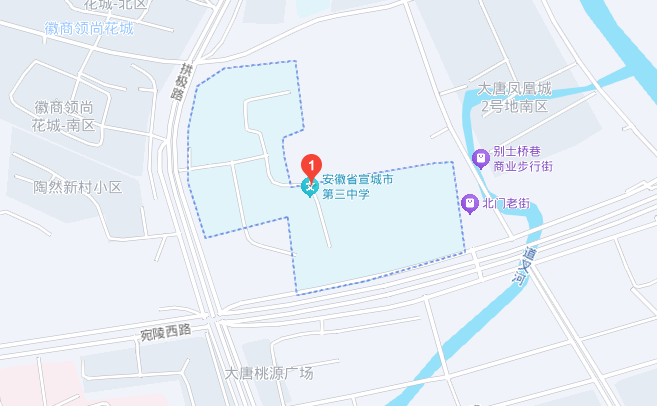 花城-北区
徽商领尚花城
拱极路
大唐凤凰城
2号地南区
徽商领尚
花城-南区
别士桥巷
商业步行街
1
安徽省宣城市
第三中学
陶然新村小区
北门老街
道叉河
宛陵西路
大唐桃源广场